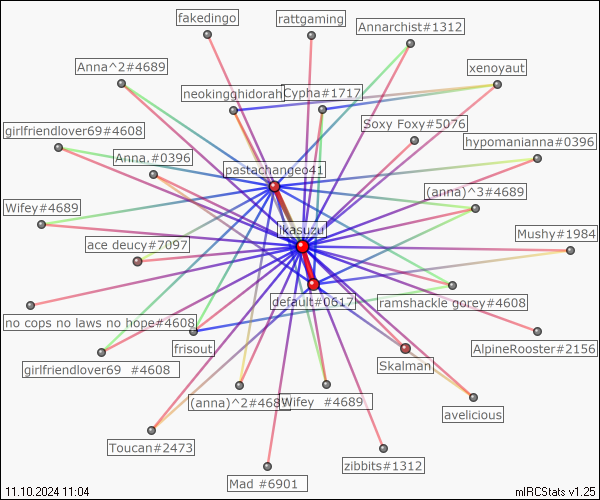 fakedingo
rattgaming
Annarchist#1312
Anna^2#4689
xenoyaut
neokingghidorah
Cypha#1717
girlfriendlover69#4608
Soxy Foxy#5076
hypomanianna#0396
Anna.#0396
pastachangeo41
(anna)^3#4689
Wifey#4689
ikasuzu
Mushy#1984
ace deucy#7097
default#0617
ramshackle gorey#4608
no cops no laws no hope#4608
frisout
AlpineRooster#2156
girlfriendlover69 #4608
Skalman
(anna)^2#4689
Wifey #4689
avelicious
Toucan#2473
zibbits#1312
Mad #6901
11.10.2024 11:04
mIRCStats v1.25